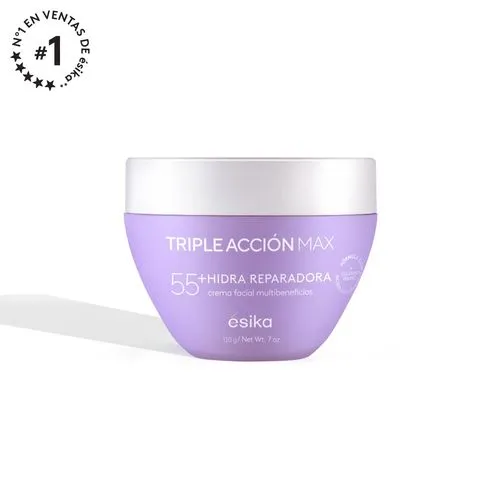 N°1 EN VENTAS DE ésika**
#1
TRIPLE ACCIÓN MAX
55+ HIDRA REPARADORA
crema facial multibeneficios
FÓRMULA
ésika
/ Net Wt. 7 oz